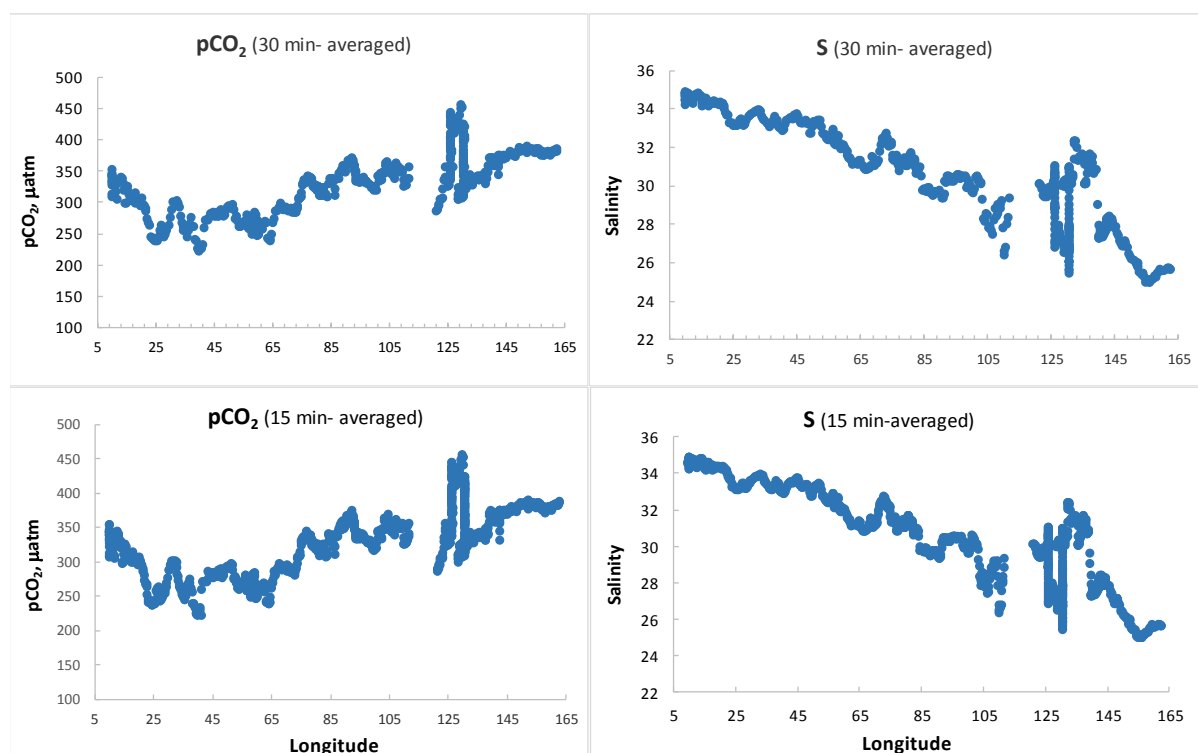 pCO2 (30 min- averaged)
500
450
400
350
300
250
200
150
100
pCO2, µatm
5 25 45 65 85 105 125 145 165
S (30 min- averaged)
36
34
32
30
28
26
24
22
Salinity
5 25 45 65 85 105 125 145 165
pCO2 (15 min- averaged)
500
450
400
350
300
250
200
150
100
pCO2, µatm
5 25 45 65 85 105 125 145 165
Longitude
S (15 min-averaged)
36
34
32
30
28
26
24
22
Salinity
5 25 45 65 85 105 125 145 165
Longitude